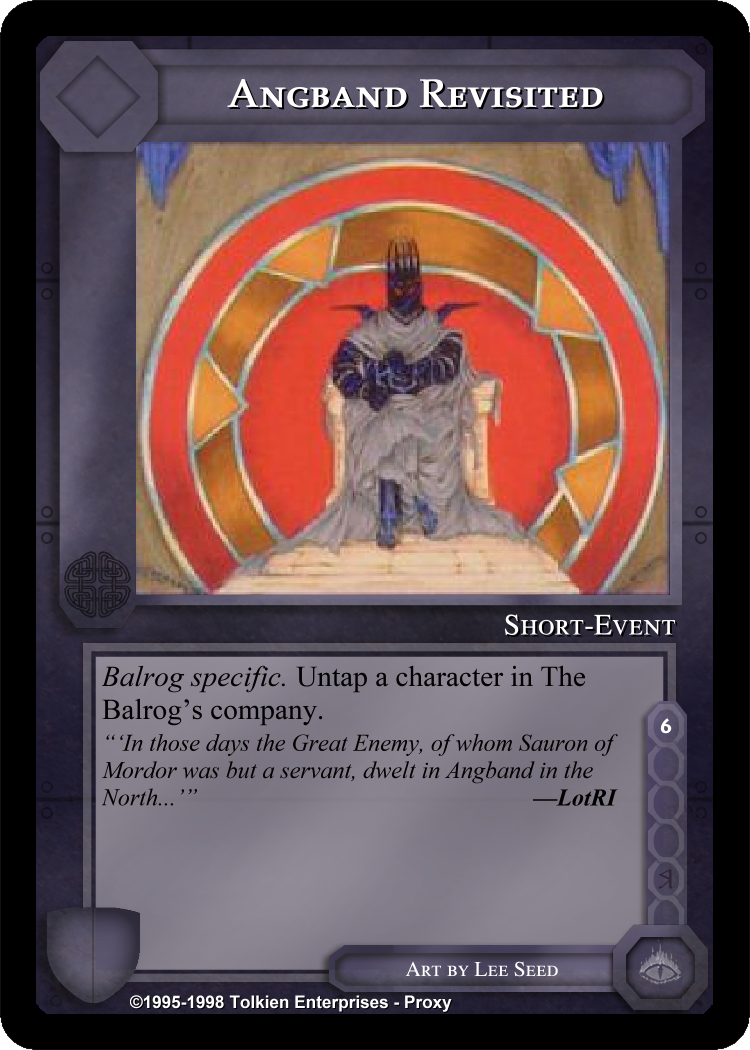 Angband Revisited
Short-Event
Balrog specific. Untap a character in The
Balrog's company.
“‘In those days the Great Enemy, of whom Sauron of
Mordor was but a servant, dwelt in Angband in the
North...’” —LotRI
6
Art by Lee Seed
©1995-1998 Tolkien Enterprises - Proxy